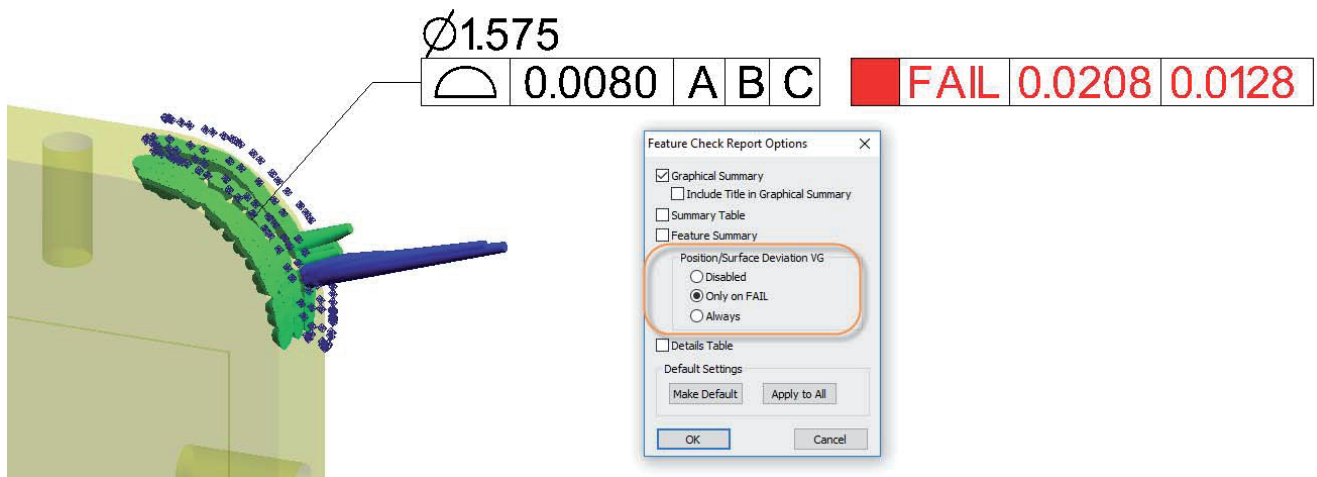 Ø1.575
0.0080 A B C FAIL 0.0208 0.0128
Feature Check Report Options
Graphical Summary
Include Title in Graphical Summary
Summary Table
Feature Summary
Position/Surface Deviation VG
Disabled
Only on FAIL
Always
Details Table
Default Settings
Make Default Apply to All
OK Cancel